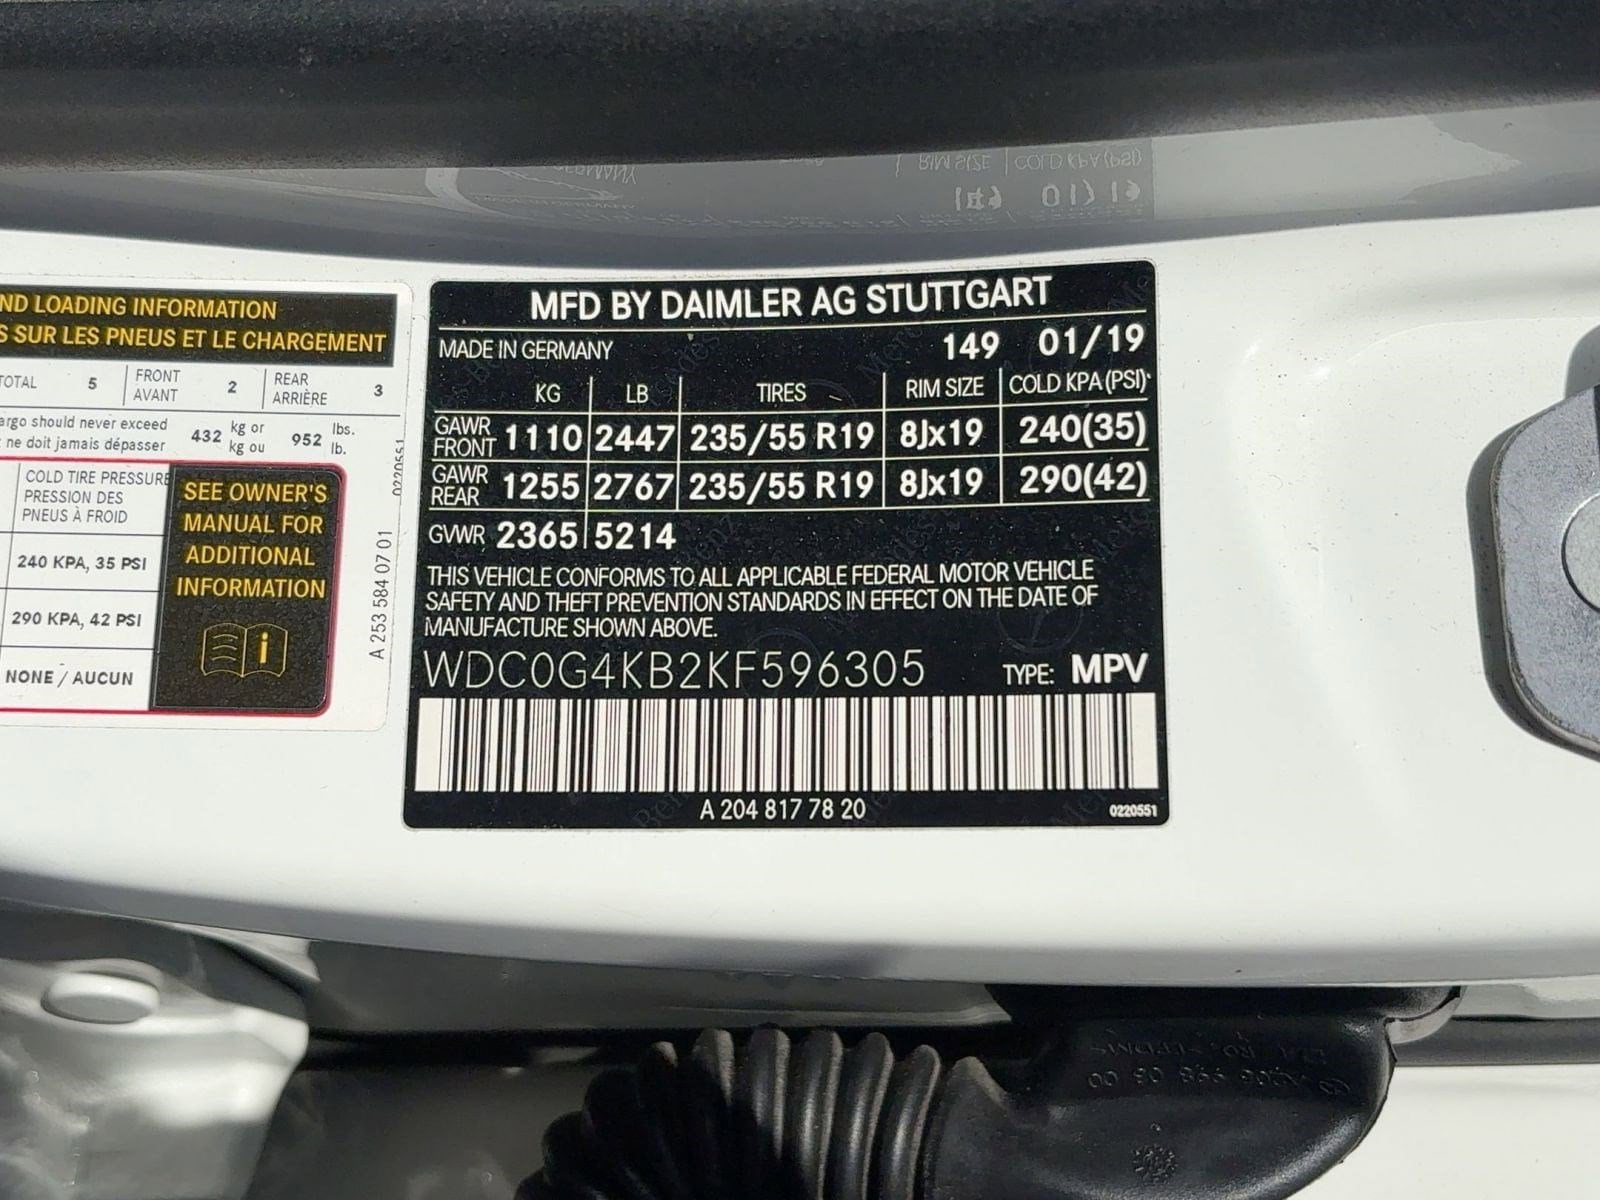 ND LOADING INFORMATION
SUR LES PNEUS ET LE CHARGEMENT
TOTAL 5 FRONT AVANT 2 REAR ARRIÈRE 3
should never exceed
ne doit jamais dépasser
432 kg or kg ou 952 lbs. lb.
COLD TIRE PRESSURE
PRESSION DES
PNEUS À FROID
240 KPA, 35 PSI
290 KPA, 42 PSI
NONE / AUCUN
SEE OWNER'S
MANUAL FOR
ADDITIONAL
INFORMATION
i
A 253 584 07 01
0220551
MFD BY DAIMLER AG STUTTGART
MADE IN GERMANY 149 01/19
KG LB TIRES RIM SIZE COLD KPA(PSI)
GAWR FRONT 1110 2447 235/55 R19 8Jx19 240(35)
GAWR REAR 1255 2767 235/55 R19 8Jx19 290(42)
GVWR 2365 5214
THIS VEHICLE CONFORMS TO ALL APPLICABLE FEDERAL MOTOR VEHICLE
SAFETY AND THEFT PREVENTION STANDARDS IN EFFECT ON THE DATE OF
MANUFACTURE SHOWN ABOVE.
WDC0G4KB2KF596305 TYPE: MPV
A 204 817 78 20 0220551